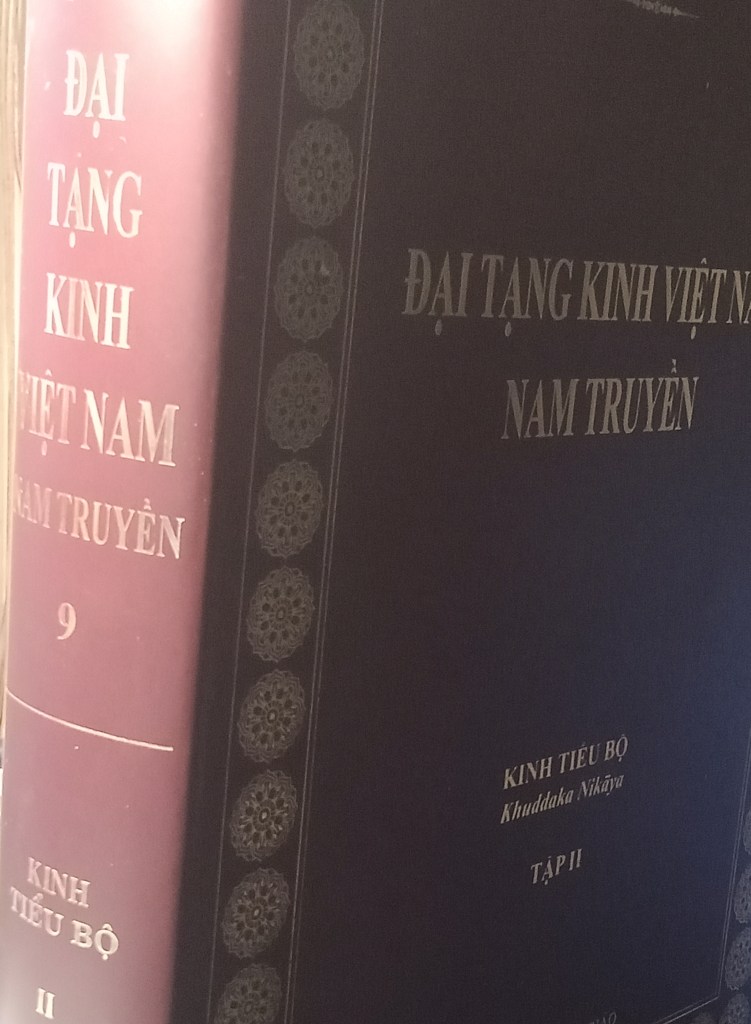 ĐẠI
TẠNG
KINH
VIỆT NAM
NAM TRUYỀN
9
KINH
TIỂU BỘ
II
ĐẠI TẠNG KINH VIỆT NA
NAM TRUYỀN
KINH TIỂU BỘ
Khuddaka Nikāya
TẬP II